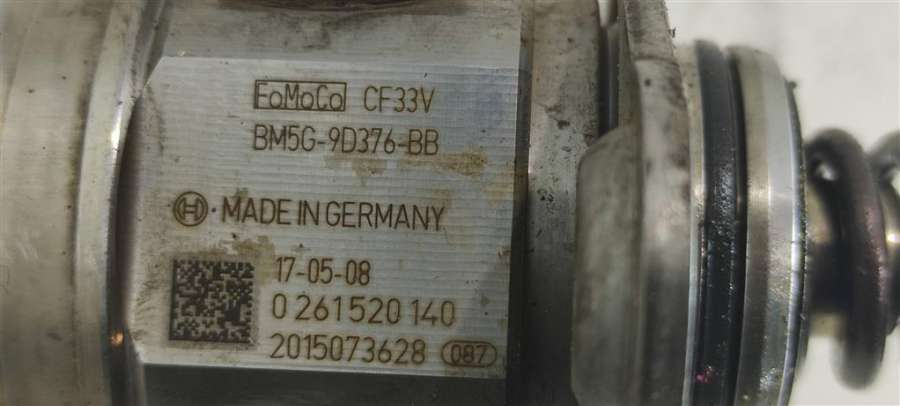 FoMoCo CF33V
BM5G-9D376-BB
· MADE IN GERMANY
17-05-08
0 261 520 140
2015073628 087